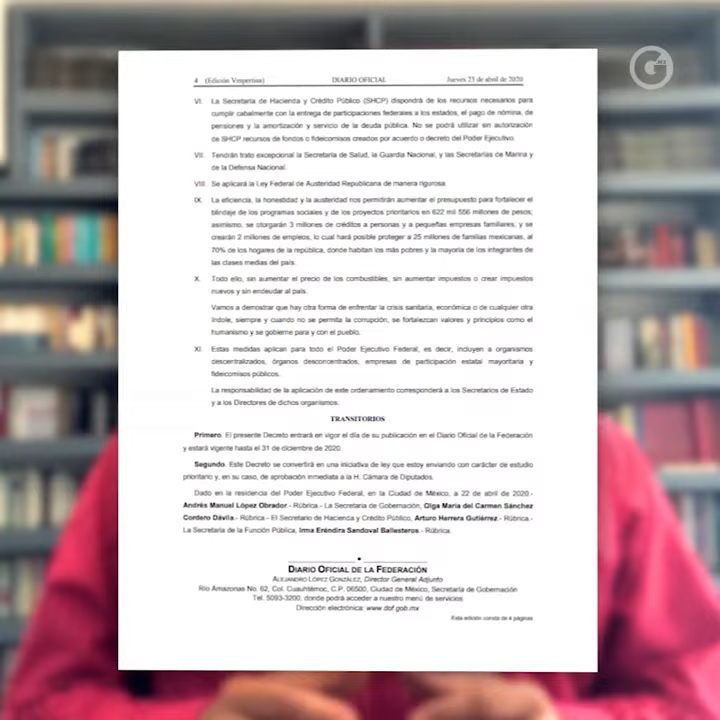 4 (Edición Vespertina) DIARIO OFICIAL Jueves 23 de abril de 2020
VI. La Secretaría de Hacienda y Crédito Público (SHCP) dispondrá de los recursos necesarios para
cumplir cabalmente con la entrega de participaciones federales a los estados, el pago de nómina, de
pensiones y la amortización y servicio de la deuda pública. No se podrá utilizar sin autorización
de SHCP recursos de fondos o fideicomisos creados por acuerdo o decreto del Poder Ejecutivo.
VII. Tendrán trato excepcional la Secretaría de Salud, la Guardia Nacional, y las Secretarías de Marina y
de la Defensa Nacional.
VIII. Se aplicará la Ley Federal de Austeridad Republicana de manera rigurosa
IX. La eficiencia, la honestidad y la austeridad nos permitirán aumentar el presupuesto para fortalecer el
blindaje de los programas sociales y de los proyectos prioritarios en 622 mil 556 millones de pesos;
asimismo, se otorgarán 3 millones de créditos a personas y a pequeñas empresas familiares, y se
crearán 2 millones de empleos, lo cual hará posible proteger a 25 millones de familias mexicanas, al
70% de los hogares de la república, donde habitan los más pobres y la mayoría de los integrantes de
las clases medias del país.
X. Todo ello, sin aumentar el precio de los combustibles, sin aumentar impuestos o crear impuestos
nuevos y sin endeudar al país.
Vamos a demostrar que hay otra forma de enfrentar la crisis sanitaria, económica o de cualquier otra
índole, siempre y cuando no se permita la corrupción, se fortalezcan valores y principios como el
humanismo y se gobierne para y con el pueblo.
XI. Estas medidas aplican para todo el Poder Ejecutivo Federal, es decir, incluyen a organismos
descentralizados, órganos desconcentrados, empresas de participación estatal mayoritaria y
fideicomisos públicos.
La responsabilidad de la aplicación de este ordenamiento corresponderá a los Secretarios de Estado
y a los Directores de dichos organismos.
TRANSITORIOS
Primero. El presente Decreto entrará en vigor el día de su publicación en el Diario Oficial de la Federación
y estará vigente hasta el 31 de diciembre de 2020.
Segundo. Este Decreto se convertirá en una iniciativa de ley que estoy enviando con carácter de estudio
prioritario y, en su caso, de aprobación inmediata a la H. Cámara de Diputados.
Dado en la residencia del Poder Ejecutivo Federal, en la Ciudad de México, a 22 de abril de 2020.-
Andrés Manuel López Obrador.- Rúbrica.- La Secretaria de Gobernación, Olga María del Carmen Sánchez
Cordero Dávila.- Rúbrica.- El Secretario de Hacienda y Crédito Público, Arturo Herrera Gutiérrez.- Rúbrica.-
La Secretaria de la Función Pública, Irma Eréndira Sandoval Ballesteros.- Rúbrica.
DIARIO OFICIAL DE LA FEDERACIÓN
ALEJANDRO LÓPEZ GONZÁLEZ, Director General Adjunto
Río Amazonas No. 62, Col. Cuauhtémoc, C.P. 06500, Ciudad de México, Secretaría de Gobernación
Tel. 5093-3200, donde podrá acceder a nuestro menú de servicios
Dirección electrónica: www.dof.gob.mx
Esta edición consta de 4 páginas